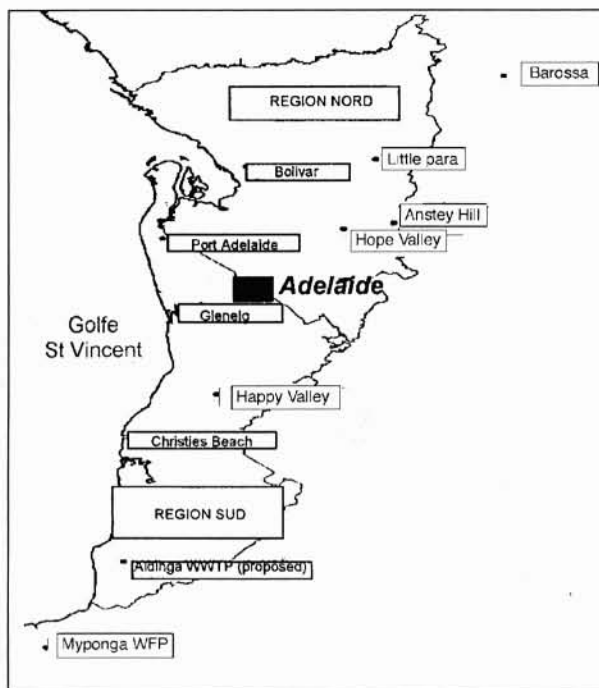 Barossa
REGION NORD
Little para
Bolivar
Anstey Hill
Port Adelaide
Hope Valley
Adelaide
Glenelg
Golfe
St Vincent
Happy Valley
Christies Beach
REGION SUD
Aldinga WWTP (proposed)
Myponga WFP